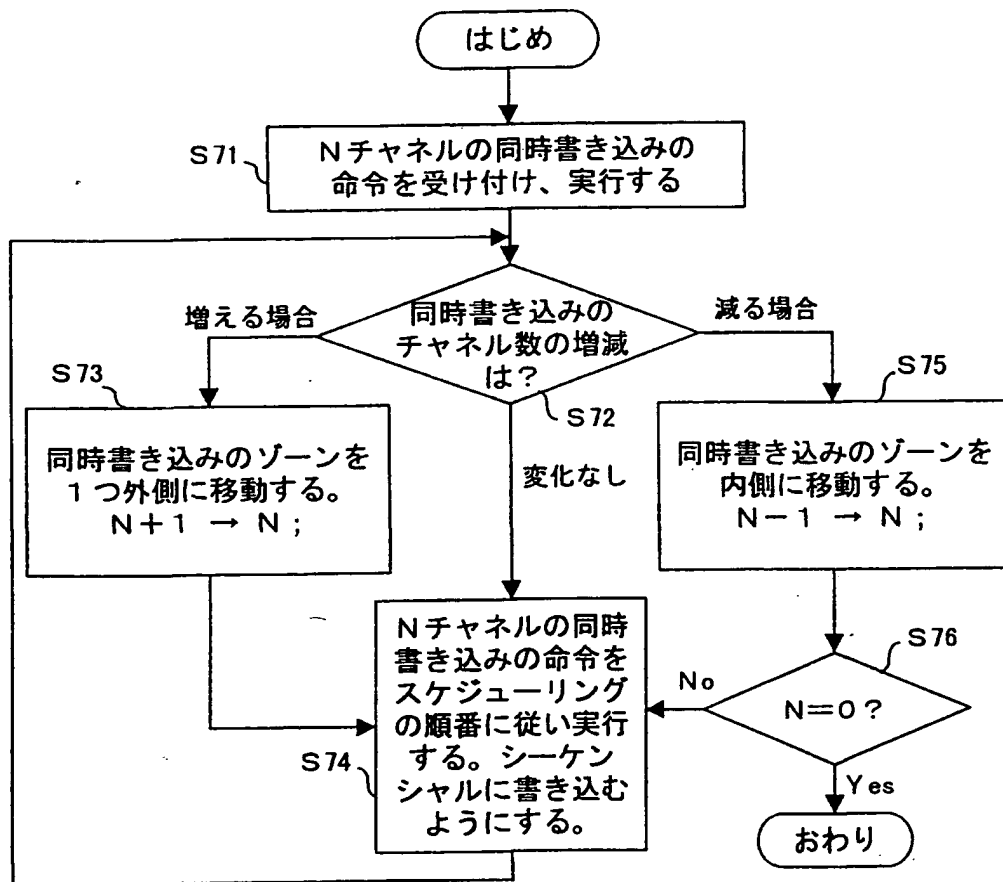 はじめ
S71
Nチャネルの同時書き込みの
命令を受け付け、実行する
増える場合
同時書き込みの
チャネル数の増減
は?
減る場合
S72
S73
同時書き込みのゾーンを
1つ外側に移動する。
N+1 → N;
変化なし
S75
同時書き込みのゾーンを
内側に移動する。
N−1 → N;
S74
Nチャネルの同時
書き込みの命令を
スケジューリング
の順番に従い実行
する。シーケン
シャルに書き込む
ようにする。
S76
N=0?
No
Yes
おわり